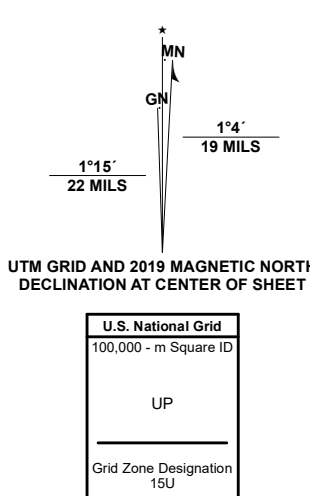 ★
MN
GN
1°4´
19 MILS
1°15´
22 MILS
UTM GRID AND 2019 MAGNETIC NORTH
DECLINATION AT CENTER OF SHEET
U.S. National Grid
100,000 - m Square ID
UP
Grid Zone Designation
15U